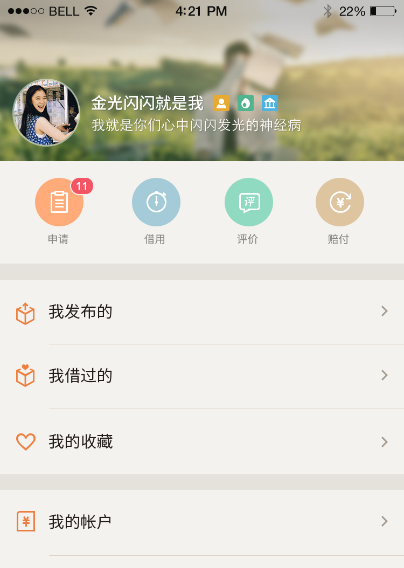 BELL 4:21 PM 22%
金光闪闪就是我
我就是你们心中闪闪发光的神经病
11
评
¥
申请 借用 评价 赔付
我发布的
我借过的
我的收藏
¥
我的帐户